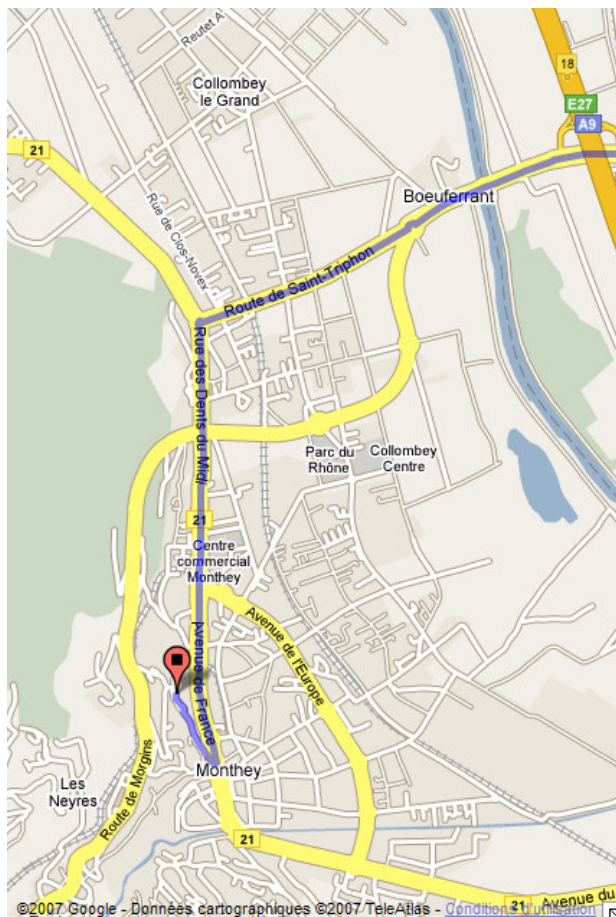 Reutet A
Collombey
le Grand
18
E27
A9
21
Rue de Clos-Novex
Boeuferrant
Route de Saint-Triphon
Rue des Dents du Midi
Parc du
Rhône
Collombey
Centre
21
Centre
commercial
Monthey
Avenue de France
Avenue de l'Europe
Monthey
Les
Neyres
Route de Morgins
21
21
Avenue du
©2007 Google - Données cartographiques ©2007 TeleAtlas - Conditions d'utilisation